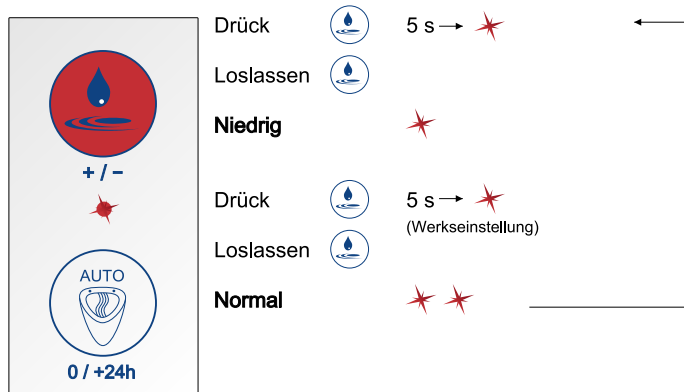 Drück 5 s
Loslassen
Niedrig
+ / −
Drück 5 s
(Werkseinstellung)
Loslassen
AUTO
Normal
0 / +24h